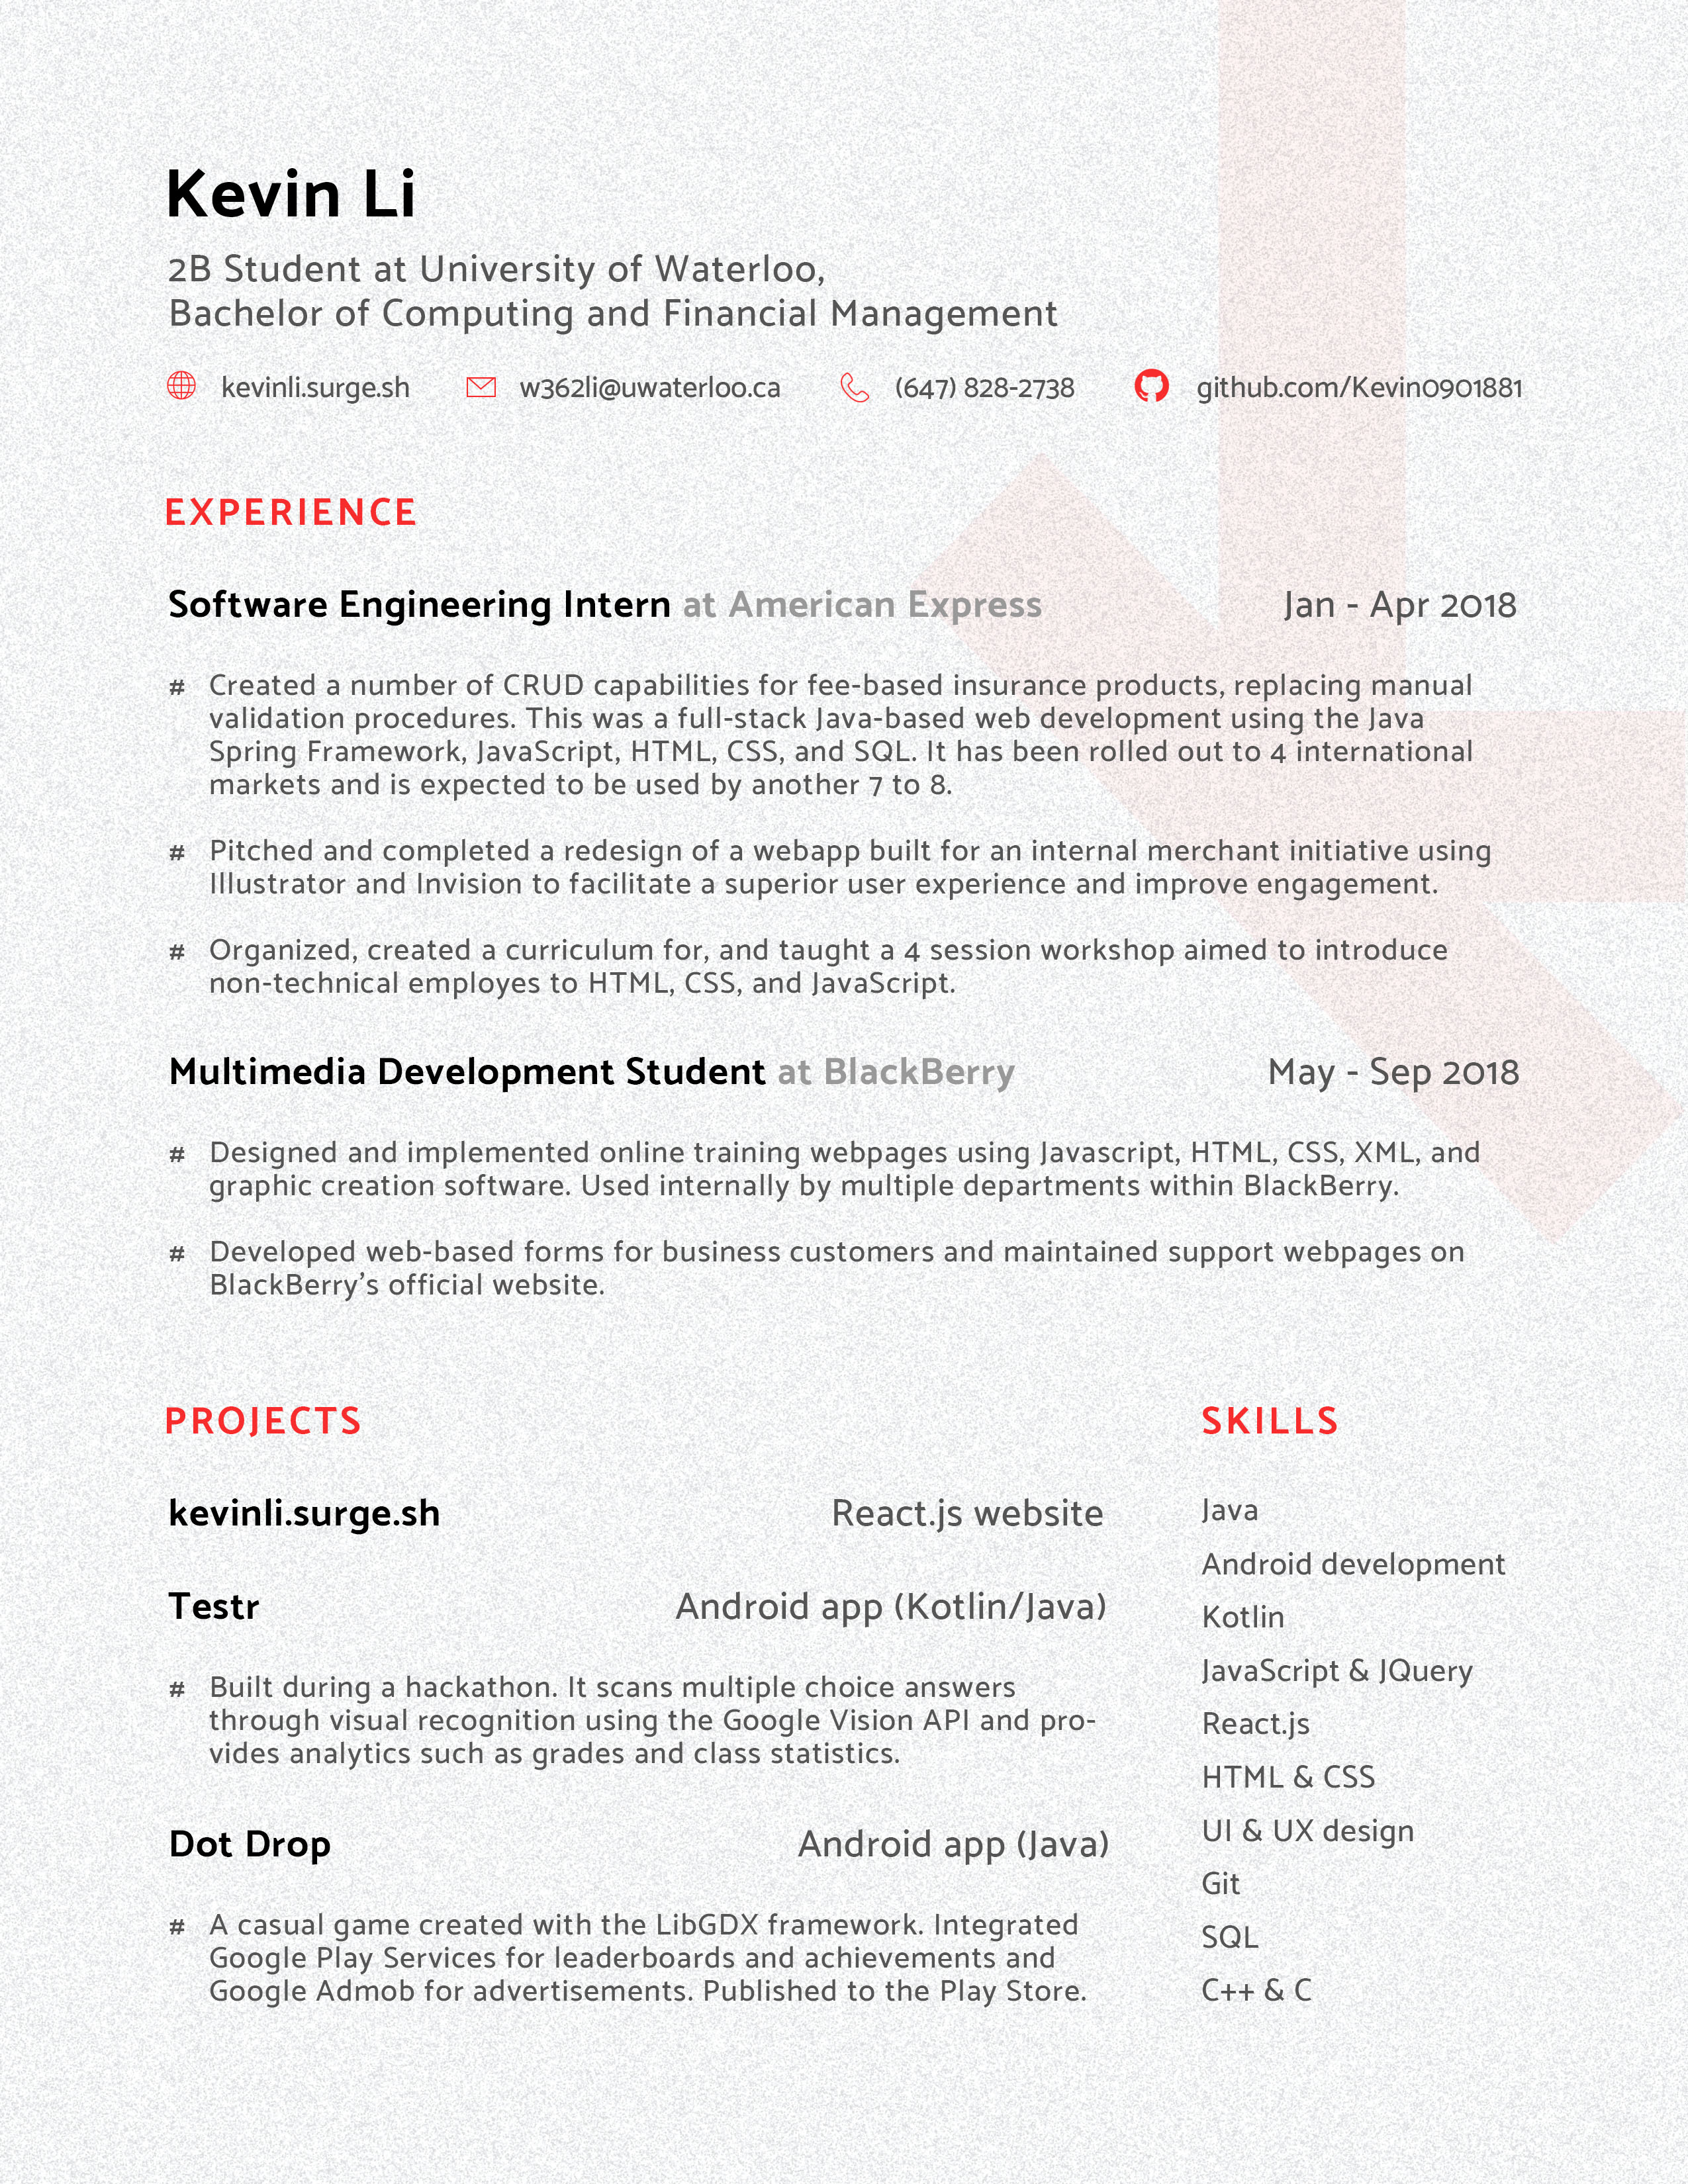 Kevin Li
2B Student at University of Waterloo,
Bachelor of Computing and Financial Management
kevinli.surge.sh w362li@uwaterloo.ca (647) 828-2738 github.com/Kevin0901881
EXPERIENCE
Software Engineering Intern at American Express Jan - Apr 2018
# Created a number of CRUD capabilities for fee-based insurance products, replacing manual
validation procedures. This was a full-stack Java-based web development using the Java
Spring Framework, JavaScript, HTML, CSS, and SQL. It has been rolled out to 4 international
markets and is expected to be used by another 7 to 8.
# Pitched and completed a redesign of a webapp built for an internal merchant initiative using
Illustrator and Invision to facilitate a superior user experience and improve engagement.
# Organized, created a curriculum for, and taught a 4 session workshop aimed to introduce
non-technical employes to HTML, CSS, and JavaScript.
Multimedia Development Student at BlackBerry May - Sep 2018
# Designed and implemented online training webpages using Javascript, HTML, CSS, XML, and
graphic creation software. Used internally by multiple departments within BlackBerry.
# Developed web-based forms for business customers and maintained support webpages on
BlackBerry's official website.
PROJECTS
kevinli.surge.sh React.js website
Testr Android app (Kotlin/Java)
# Built during a hackathon. It scans multiple choice answers
through visual recognition using the Google Vision API and pro-
vides analytics such as grades and class statistics.
Dot Drop Android app (Java)
# A casual game created with the LibGDX framework. Integrated
Google Play Services for leaderboards and achievements and
Google Admob for advertisements. Published to the Play Store.
SKILLS
Java
Android development
Kotlin
JavaScript & JQuery
React.js
HTML & CSS
UI & UX design
Git
SQL
C++ & C